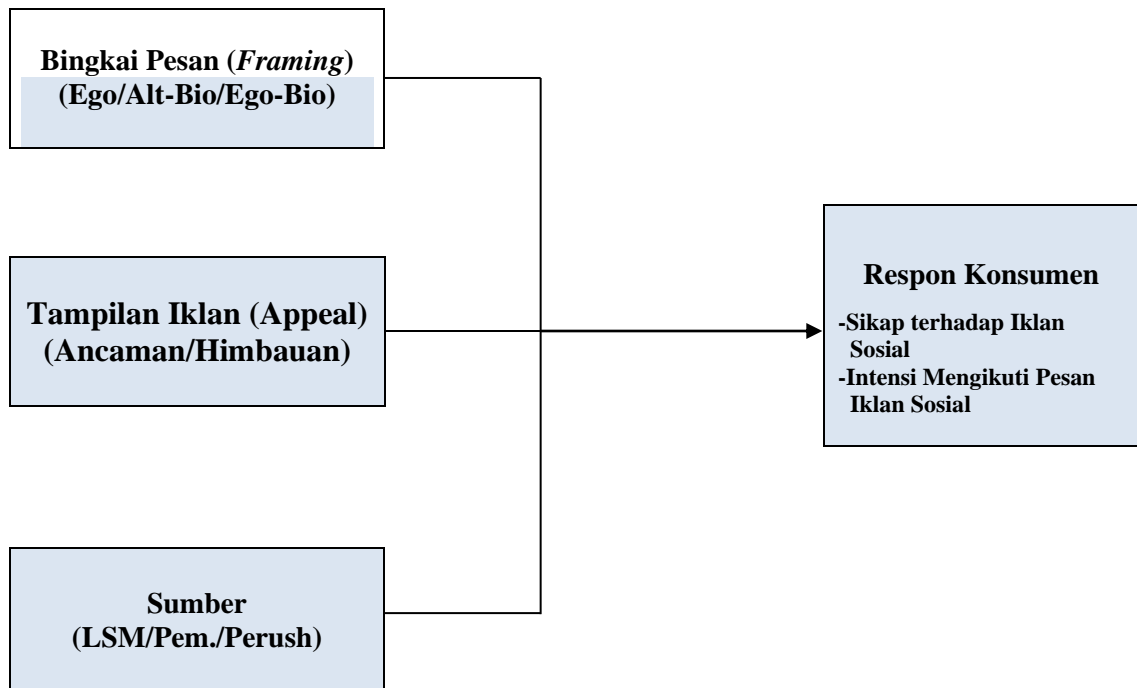 Bingkai Pesan (Framing)
(Ego/Alt-Bio/Ego-Bio)
Tampilan Iklan (Appeal)
(Ancaman/Himbauan)
Sumber
(LSM/Pem./Perush)
Respon Konsumen
-Sikap terhadap Iklan
Sosial
-Intensi Mengikuti Pesan
Iklan Sosial